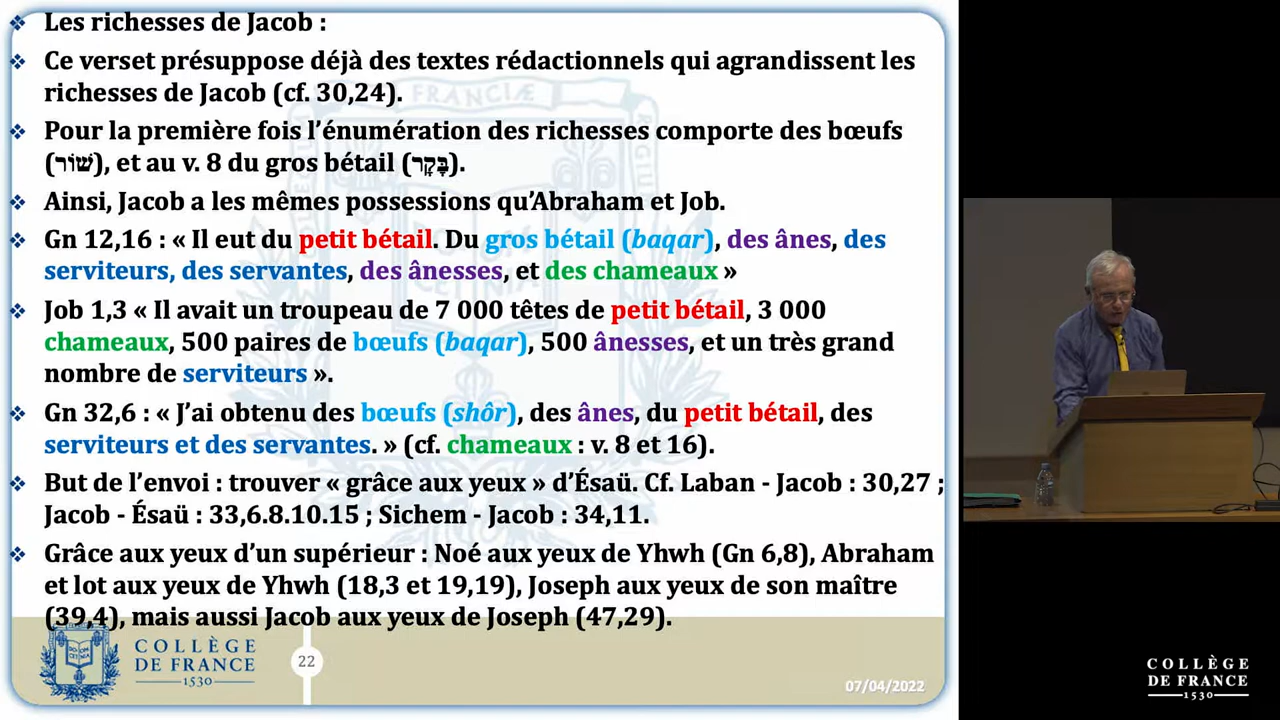 Les richesses de Jacob :
Ce verset présuppose déjà des textes rédactionnels qui agrandissent les
richesses de Jacob (cf. 30,24).
Pour la première fois l’énumération des richesses comporte des bœufs
(שׁוֹר), et au v. 8 du gros bétail (בָּקָר).
Ainsi, Jacob a les mêmes possessions qu’Abraham et Job.
Gn 12,16 : « Il eut du petit bétail. Du gros bétail (baqar), des ânes, des
serviteurs, des servantes, des ânesses, et des chameaux »
Job 1,3 « Il avait un troupeau de 7 000 têtes de petit bétail, 3 000
chameaux, 500 paires de bœufs (baqar), 500 ânesses, et un très grand
nombre de serviteurs ».
Gn 32,6 : « J’ai obtenu des bœufs (shôr), des ânes, du petit bétail, des
serviteurs et des servantes. » (cf. chameaux : v. 8 et 16).
But de l’envoi : trouver « grâce aux yeux » d’Ésaü. Cf. Laban - Jacob : 30,27 ;
Jacob - Ésaü : 33,6.8.10.15 ; Sichem - Jacob : 34,11.
Grâce aux yeux d’un supérieur : Noé aux yeux de Yhwh (Gn 6,8), Abraham
et lot aux yeux de Yhwh (18,3 et 19,19), Joseph aux yeux de son maître
(39,4), mais aussi Jacob aux yeux de Joseph (47,29).
COLLÈGE
DE FRANCE
1530
22
07/04/2022
COLLÈGE
DE FRANCE
1530